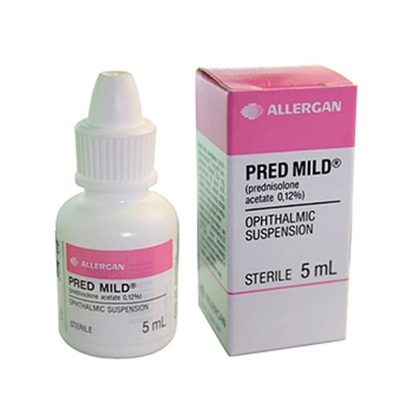 ALLERGAN
PRED MILD®
(prednisolone acetate 0,12%)
OPHTHALMIC SUSPENSION
STERILE 5 mL
ALLERGAN
PRED MILD®
(prednisolone
acetate 0,12%)
OPHTHALMIC
SUSPENSION
STERILE 5 mL